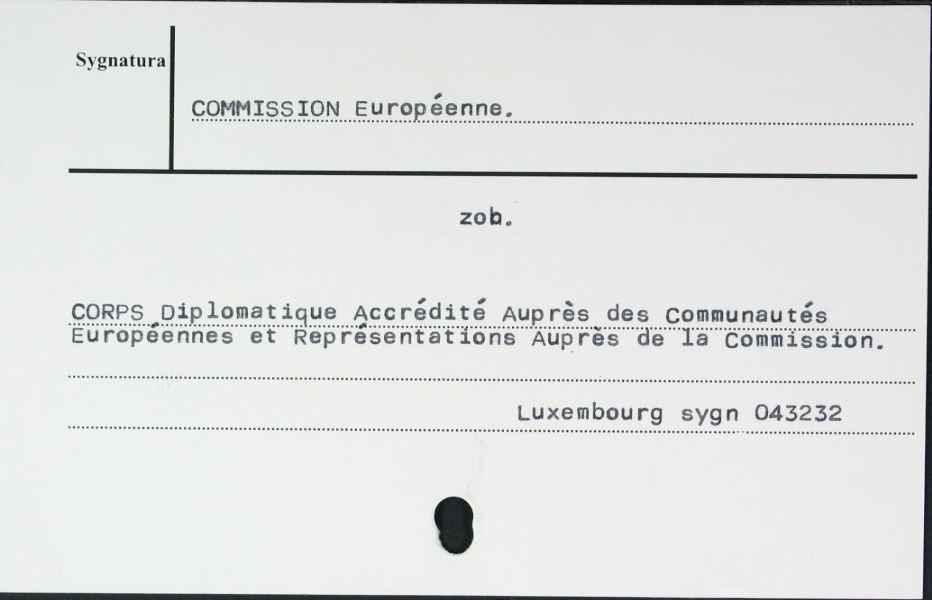 Sygnatura
COMMISSION Européenne.
zob.
CORPS Diplomatique Accrédité Auprès des Communautés
Européennes et Représentations Auprès de la Commission.
Luxembourg sygn 043232